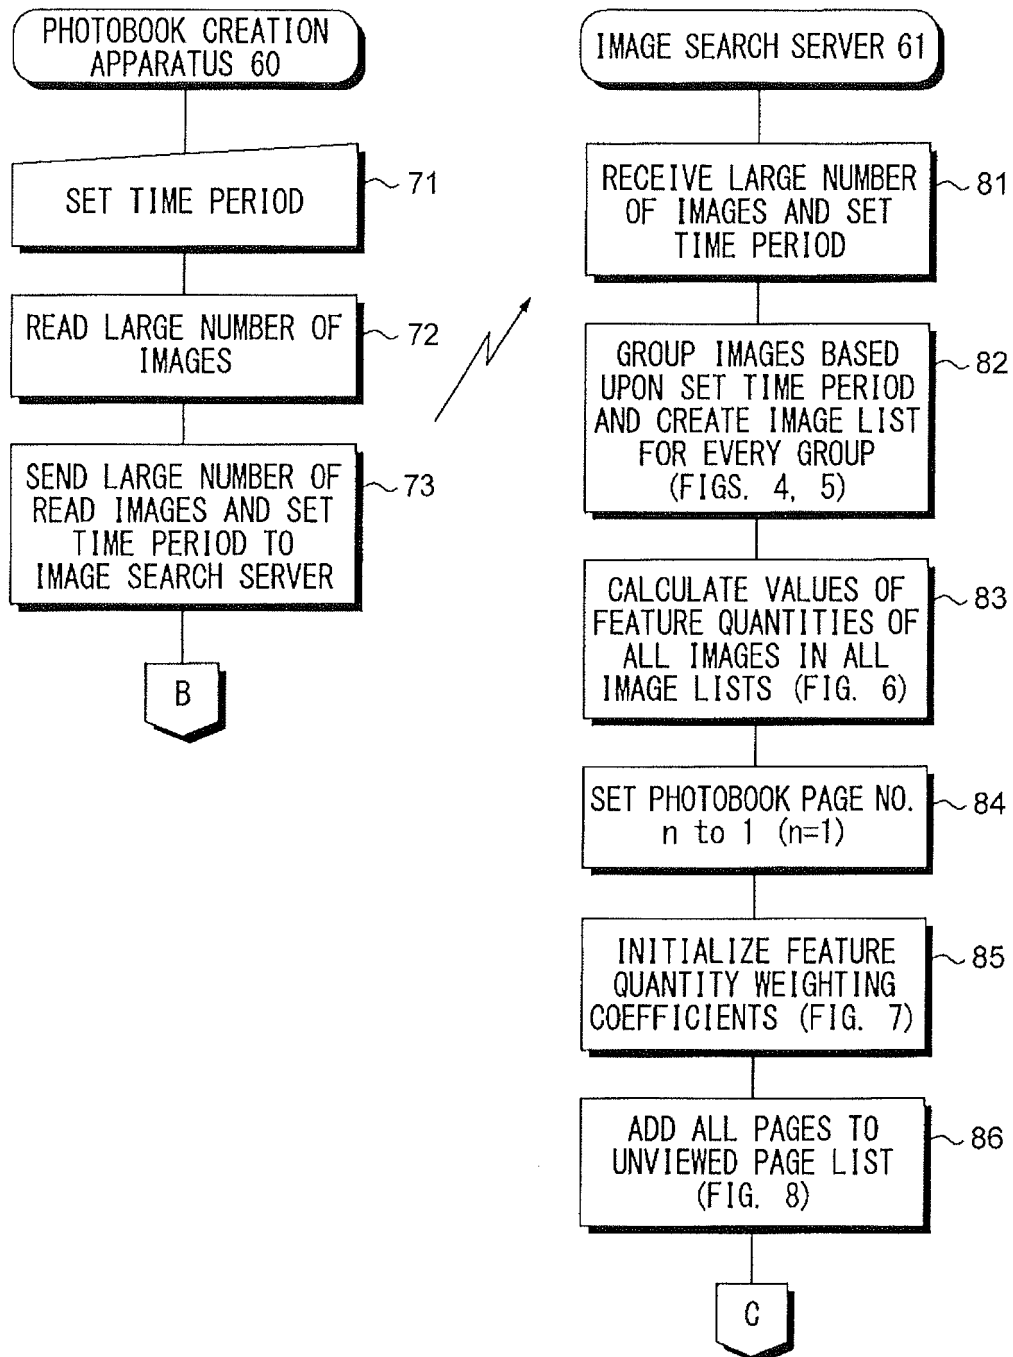 PHOTOBOOK CREATION
APPARATUS 60
SET TIME PERIOD
71
READ LARGE NUMBER OF
IMAGES
72
SEND LARGE NUMBER OF
READ IMAGES AND SET
TIME PERIOD TO
IMAGE SEARCH SERVER
73
B
IMAGE SEARCH SERVER 61
RECEIVE LARGE NUMBER
OF IMAGES AND SET
TIME PERIOD
81
GROUP IMAGES BASED
UPON SET TIME PERIOD
AND CREATE IMAGE LIST
FOR EVERY GROUP
(FIGS. 4, 5)
82
CALCULATE VALUES OF
FEATURE QUANTITIES OF
ALL IMAGES IN ALL
IMAGE LISTS (FIG. 6)
83
SET PHOTOBOOK PAGE NO.
n to 1 (n=1)
84
INITIALIZE FEATURE
QUANTITY WEIGHTING
COEFFICIENTS (FIG. 7)
85
ADD ALL PAGES TO
UNVIEWED PAGE LIST
(FIG. 8)
86
C